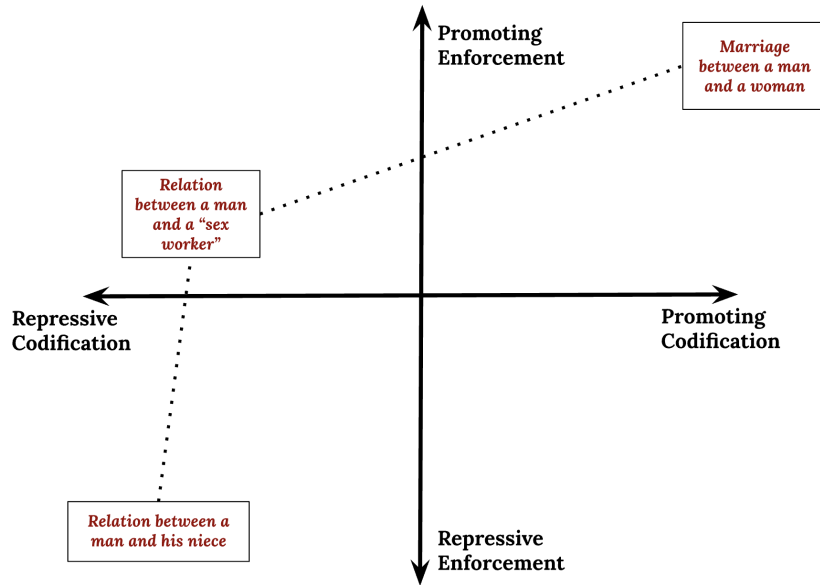 Promoting
Enforcement
Marriage
between a man
and a woman
Relation
between a man
and a “sex
worker”
Repressive
Codification
Promoting
Codification
Relation between a
man and his niece
Repressive
Enforcement